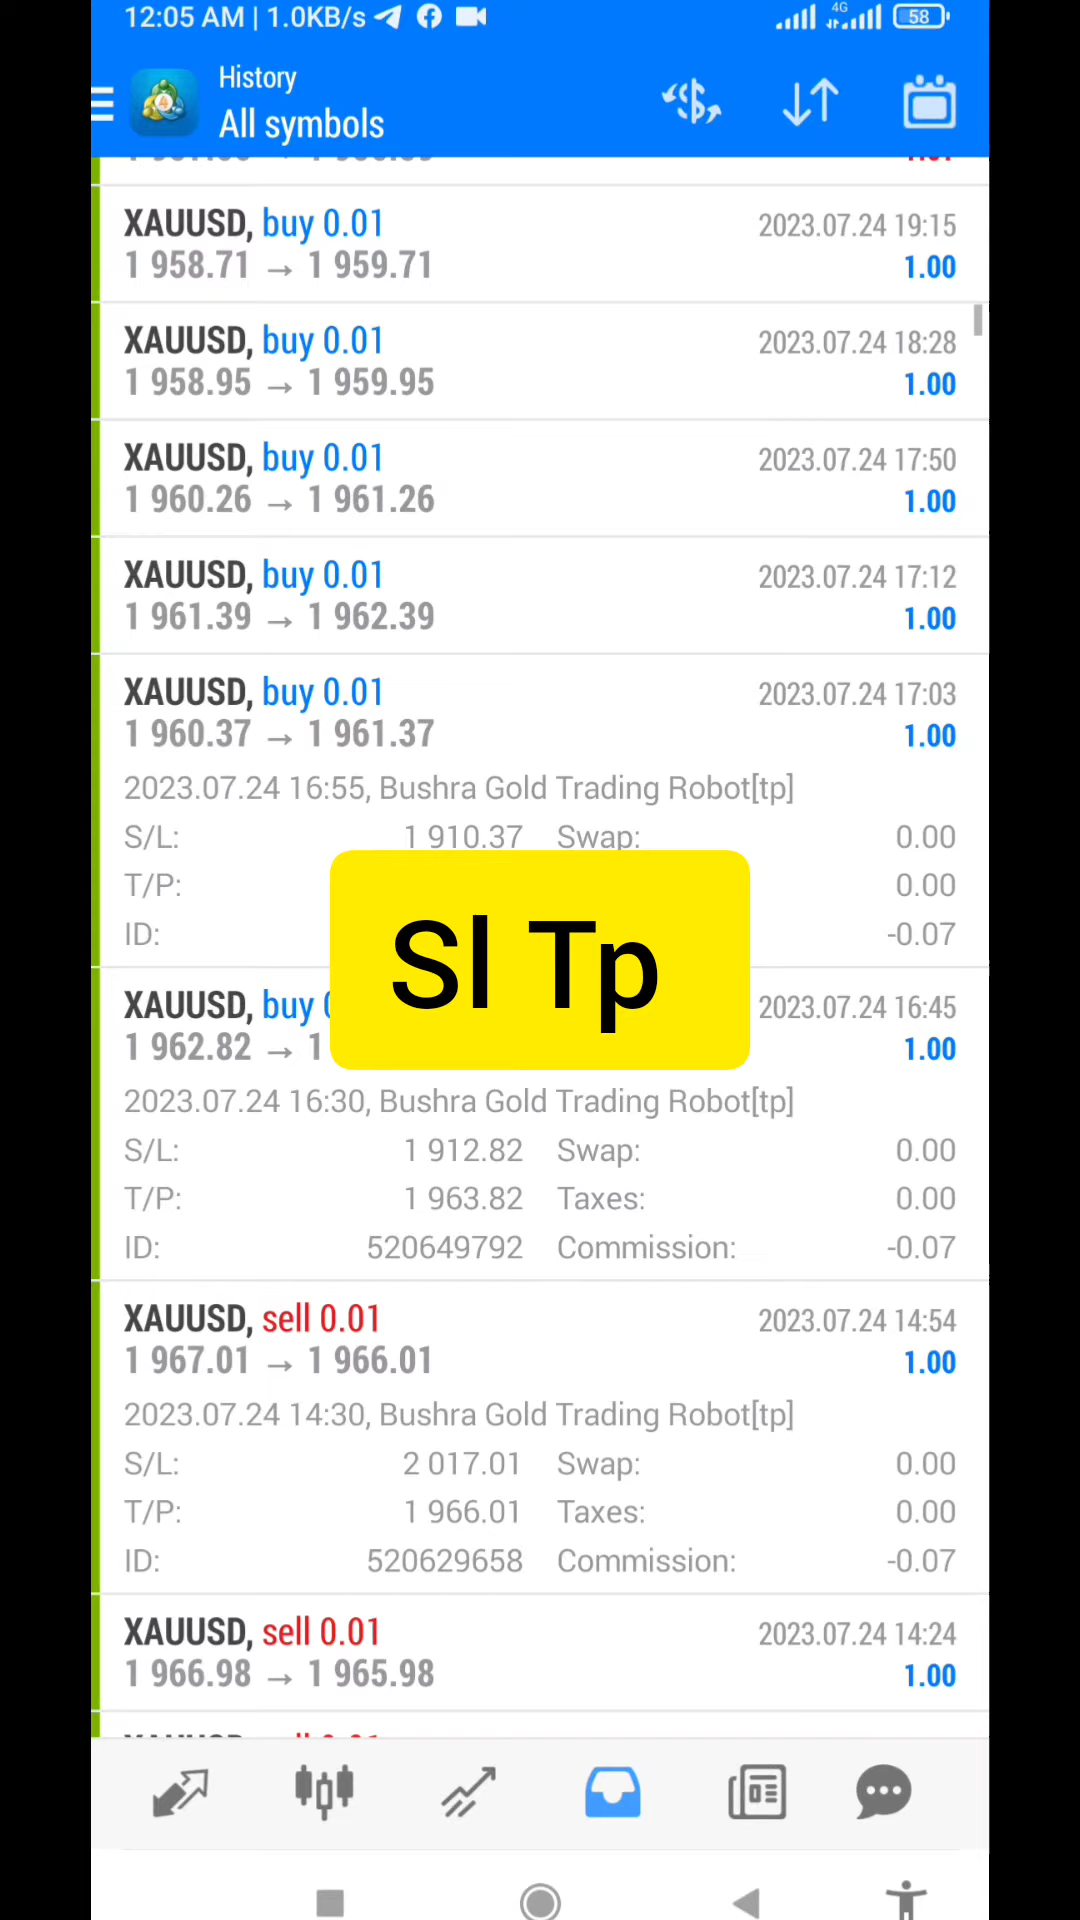 12:05 AM | 1.0KB/s 4G 58
History
All symbols
XAUUSD, buy 0.01 2023.07.24 19:15
1 958.71 → 1 959.71 1.00
XAUUSD, buy 0.01 2023.07.24 18:28
1 958.95 → 1 959.95 1.00
XAUUSD, buy 0.01 2023.07.24 17:50
1 960.26 → 1 961.26 1.00
XAUUSD, buy 0.01 2023.07.24 17:12
1 961.39 → 1 962.39 1.00
XAUUSD, buy 0.01 2023.07.24 17:03
1 960.37 → 1 961.37 1.00
2023.07.24 16:55, Bushra Gold Trading Robot[tp]
S/L: 1 910.37 Swap: 0.00
T/P: 0.00
ID: -0.07
Sl Tp
XAUUSD, buy 2023.07.24 16:45
1 962.82 → 1 1.00
2023.07.24 16:30, Bushra Gold Trading Robot[tp]
S/L: 1 912.82 Swap: 0.00
T/P: 1 963.82 Taxes: 0.00
ID: 520649792 Commission: -0.07
XAUUSD, sell 0.01 2023.07.24 14:54
1 967.01 → 1 966.01 1.00
2023.07.24 14:30, Bushra Gold Trading Robot[tp]
S/L: 2 017.01 Swap: 0.00
T/P: 1 966.01 Taxes: 0.00
ID: 520629658 Commission: -0.07
XAUUSD, sell 0.01 2023.07.24 14:24
1 966.98 → 1 965.98 1.00